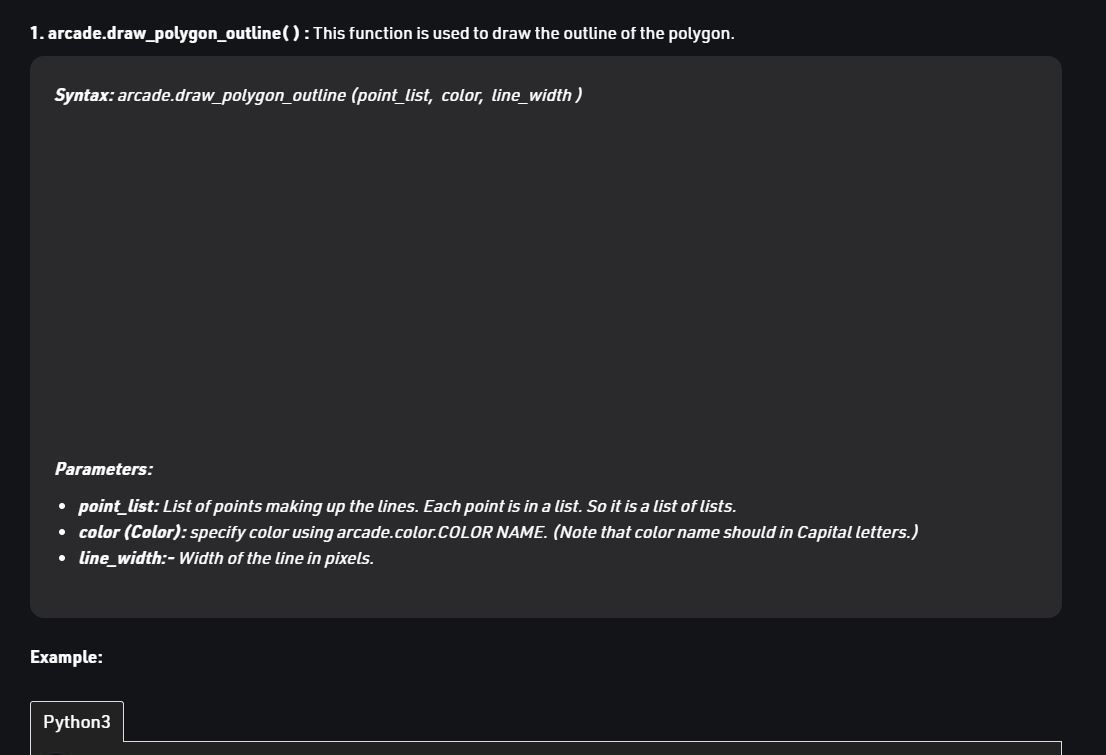 1. arcade.draw_polygon_outline( ) : This function is used to draw the outline of the polygon.
Syntax: arcade.draw_polygon_outline (point_list,  color,  line_width )
Parameters:
• point_list: List of points making up the lines. Each point is in a list. So it is a list of lists.
• color (Color): specify color using arcade.color.COLOR NAME. (Note that color name should in Capital letters.)
• line_width:- Width of the line in pixels.
Example:
Python3